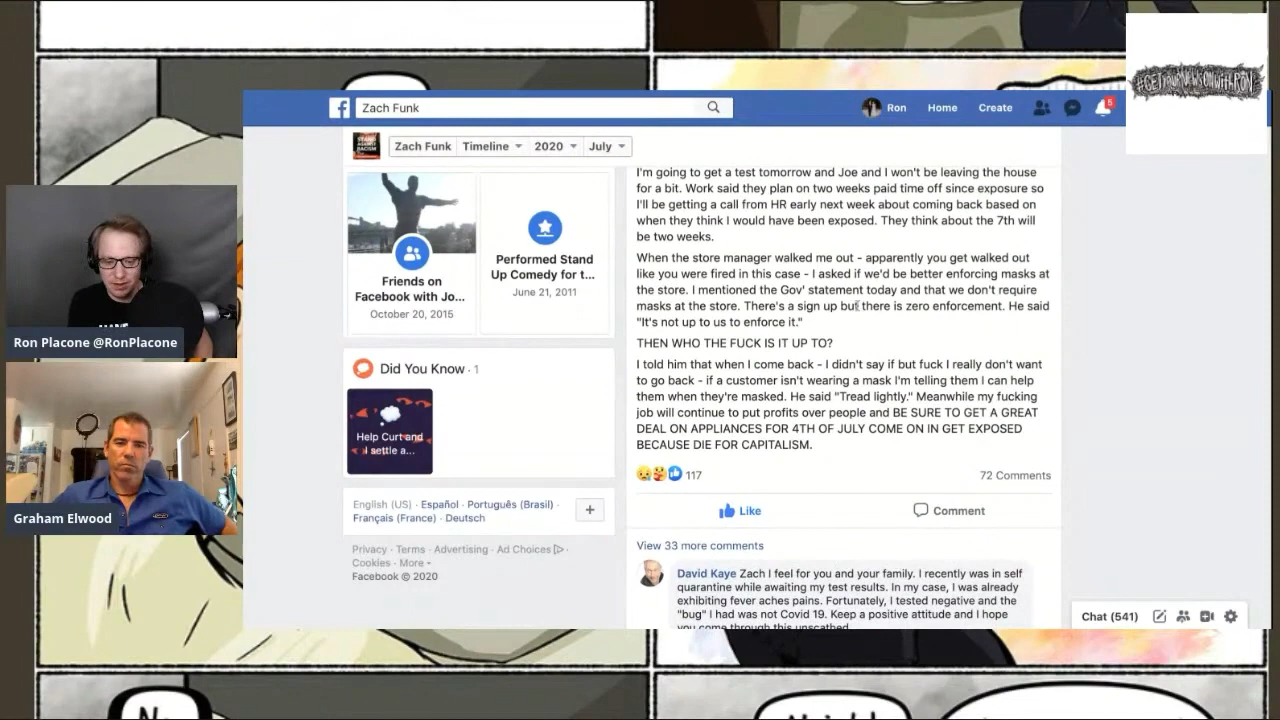 #GETYOURNEWSONWITHRON
Zach Funk
Ron
Home
Create
5
Zach Funk
Timeline
2020
July
Friends on
Facebook with Jo...
October 20, 2015
Performed Stand
Up Comedy for t...
June 21, 2011
Did You Know · 1
Help Curt and
I settle a...
English (US) · Español · Português (Brasil) ·
Français (France) · Deutsch
Privacy · Terms · Advertising · Ad Choices ·
Cookies · More
Facebook © 2020
I'm going to get a test tomorrow and Joe and I won't be leaving the house
for a bit. Work said they plan on two weeks paid time off since exposure so
I'll be getting a call from HR early next week about coming back based on
when they think I would have been exposed. They think about the 7th will
be two weeks.
When the store manager walked me out - apparently you get walked out
like you were fired in this case - I asked if we'd be better enforcing masks at
the store. I mentioned the Gov' statement today and that we don't require
masks at the store. There's a sign up but there is zero enforcement. He said
"It's not up to us to enforce it."
THEN WHO THE FUCK IS IT UP TO?
I told him that when I come back - I didn't say if but fuck I really don't want
to go back - if a customer isn't wearing a mask I'm telling them I can help
them when they're masked. He said "Tread lightly." Meanwhile my fucking
job will continue to put profits over people and BE SURE TO GET A GREAT
DEAL ON APPLIANCES FOR 4TH OF JULY COME ON IN GET EXPOSED
BECAUSE DIE FOR CAPITALISM.
117
72 Comments
Like
Comment
View 33 more comments
David Kaye Zach I feel for you and your family. I recently was in self
quarantine while awaiting my test results. In my case, I was already
exhibiting fever aches pains. Fortunately, I tested negative and the
"bug" I had was not Covid 19. Keep a positive attitude and I hope
you come through this unscathed
Chat (541)
Ron Placone @RonPlacone
Graham Elwood